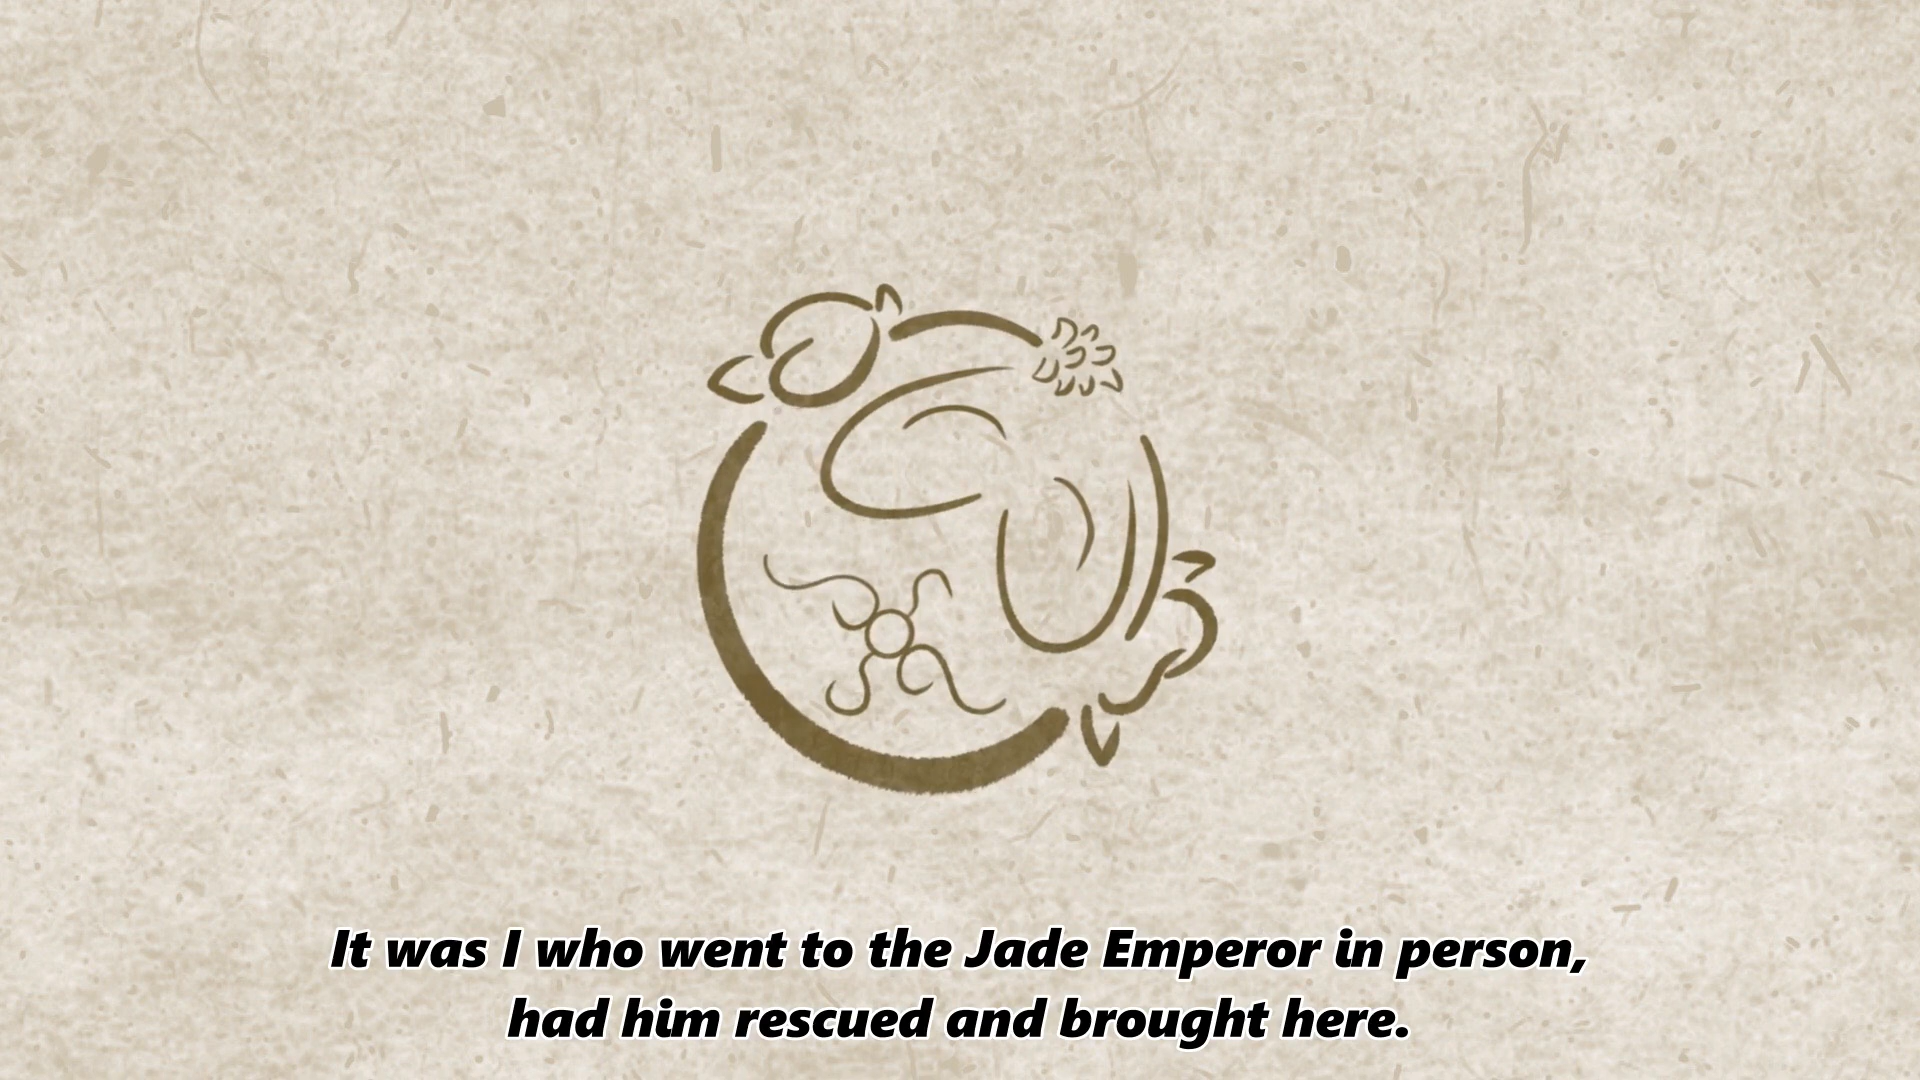 It was I who went to the Jade Emperor in person,
had him rescued and brought here.